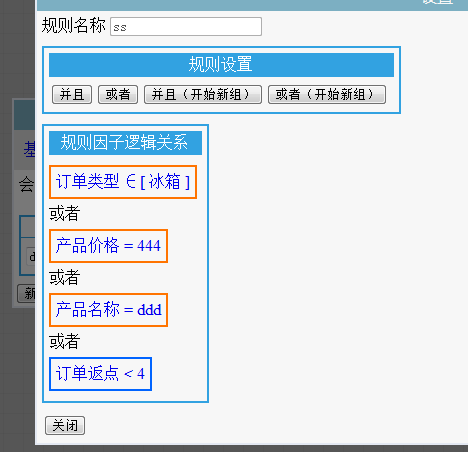 设置
规则名称 ss
规则设置
并且 或者 并且（开始新组） 或者（开始新组）
规则因子逻辑关系
订单类型 ∈ [ 冰箱 ]
或者
产品价格 = 444
或者
产品名称 = ddd
或者
订单返点 < 4
关闭
基
会
d
新